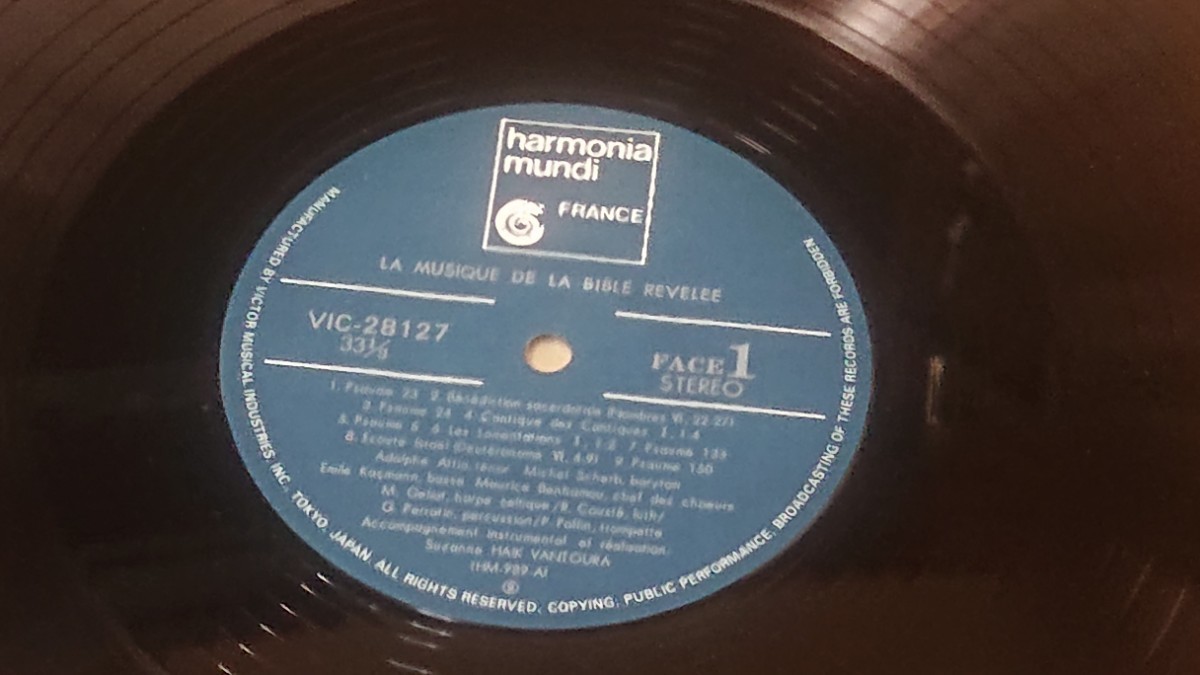 harmonia
mundi
FRANCE
LA MUSIQUE DE LA BIBLE REVELEE
VIC-28127
33⅓
FACE 1
STEREO
1. Psaume 23 2. Bénédiction sacerdotale (Nombres VI, 22-27)
3. Psaume 24 4. Cantique des Cantiques 1, 1-4
5. Psaume 6 6. Les Lamentations 1, 1-2 7. Psaume 133
8. Ecoute Israel (Deutéronome VI, 4-9) 9. Psaume 150
Adolphe Attia, tenor Michel Scherb, baryton
Emile Kaçmann, basse Maurice Benhamou, chef des choeurs
M. Geliot, harpe celtique/R. Cousté, luth/
G. Perrotin, percussion/P. Pollin, trompette
Accompagnement instrumental et réalisation.
Suzanne HAIK VANTOURA
(HM-989-A)
Ⓟ
MANUFACTURED BY VICTOR MUSICAL INDUSTRIES, INC. TOKYO, JAPAN. ALL RIGHTS RESERVED. COPYING, PUBLIC PERFORMANCE, BROADCASTING OF THESE RECORDS ARE FORBIDDEN